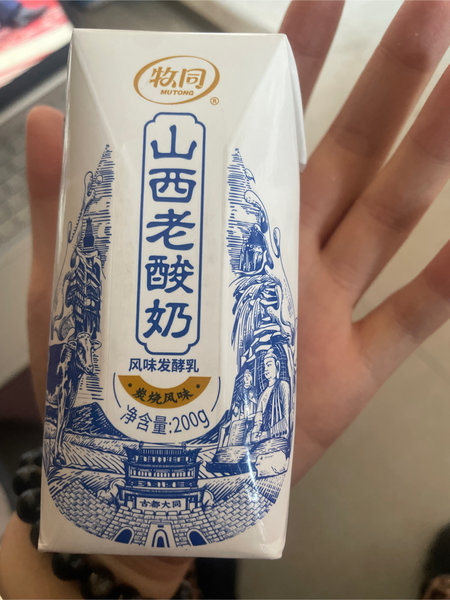 牧同
MUTONG
®
山西老酸奶
风味发酵乳
炭烧风味
净含量:200g
古都大同